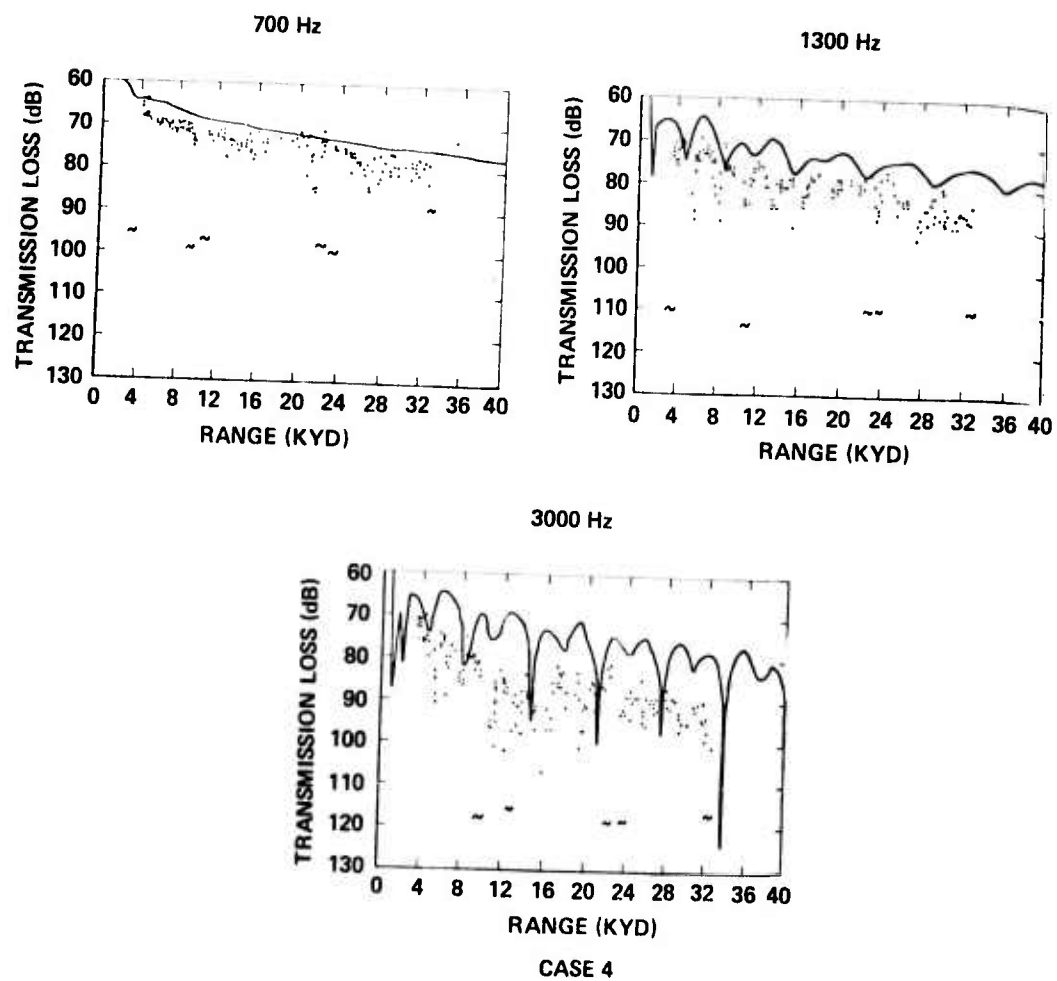 700 Hz
TRANSMISSION LOSS (dB)
60
70
80
90
100
110
120
130
0 4 8 12 16 20 24 28 32 36 40
RANGE (KYD)
1300 Hz
TRANSMISSION LOSS (dB)
60
70
80
90
100
110
120
130
0 4 8 12 16 20 24 28 32 36 40
RANGE (KYD)
3000 Hz
TRANSMISSION LOSS (dB)
60
70
80
90
100
110
120
130
0 4 8 12 16 20 24 28 32 36 40
RANGE (KYD)
CASE 4